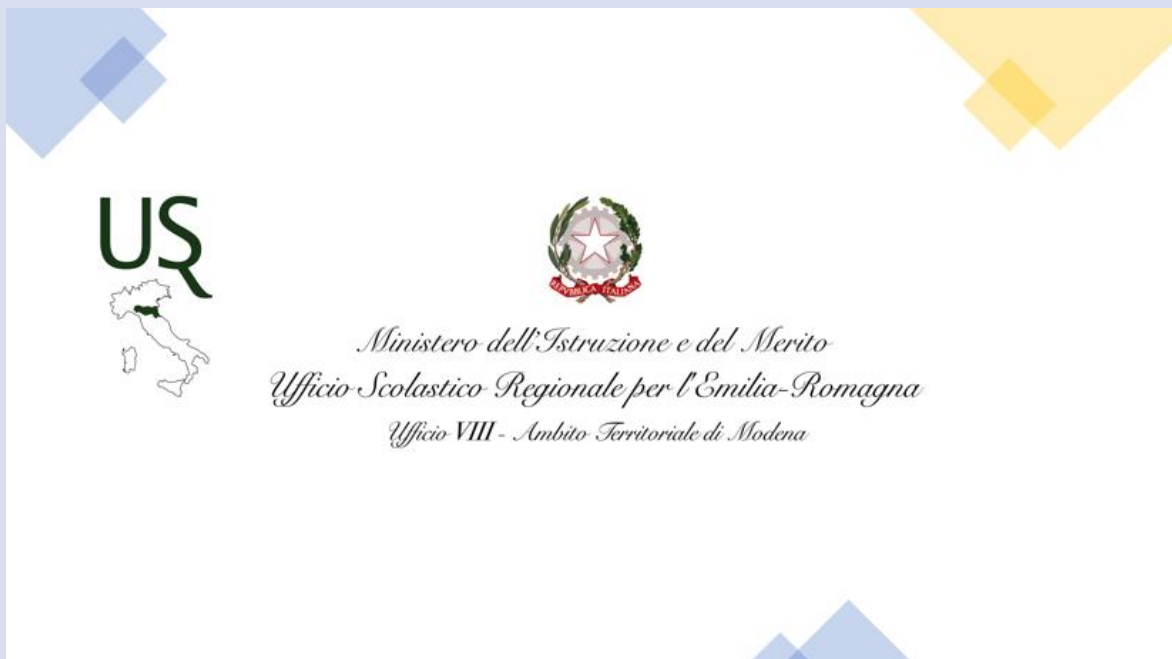 USR
REPVBBLICA ITALIANA
Ministero dell'Istruzione e del Merito
Ufficio Scolastico Regionale per l'Emilia-Romagna
Ufficio VIII - Ambito Territoriale di Modena